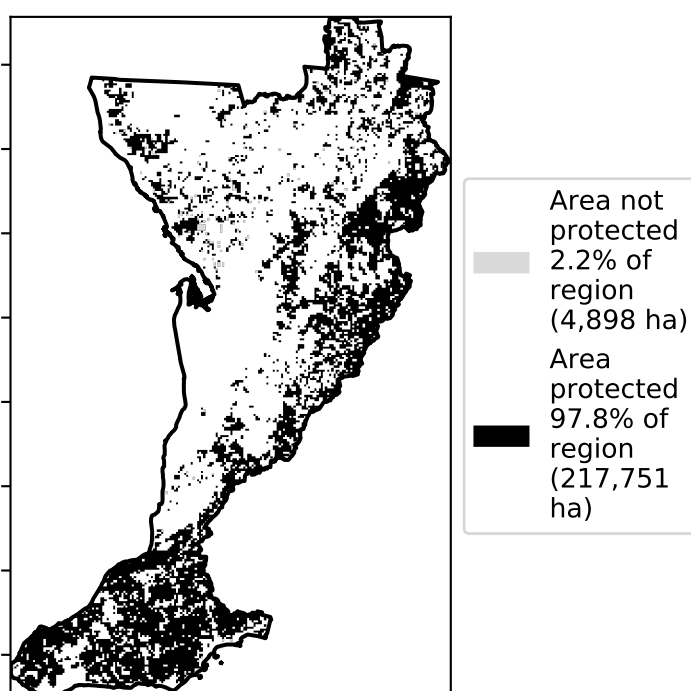 Area not
protected
2.2% of
region
(4,898 ha)
Area
protected
97.8% of
region
(217,751
ha)